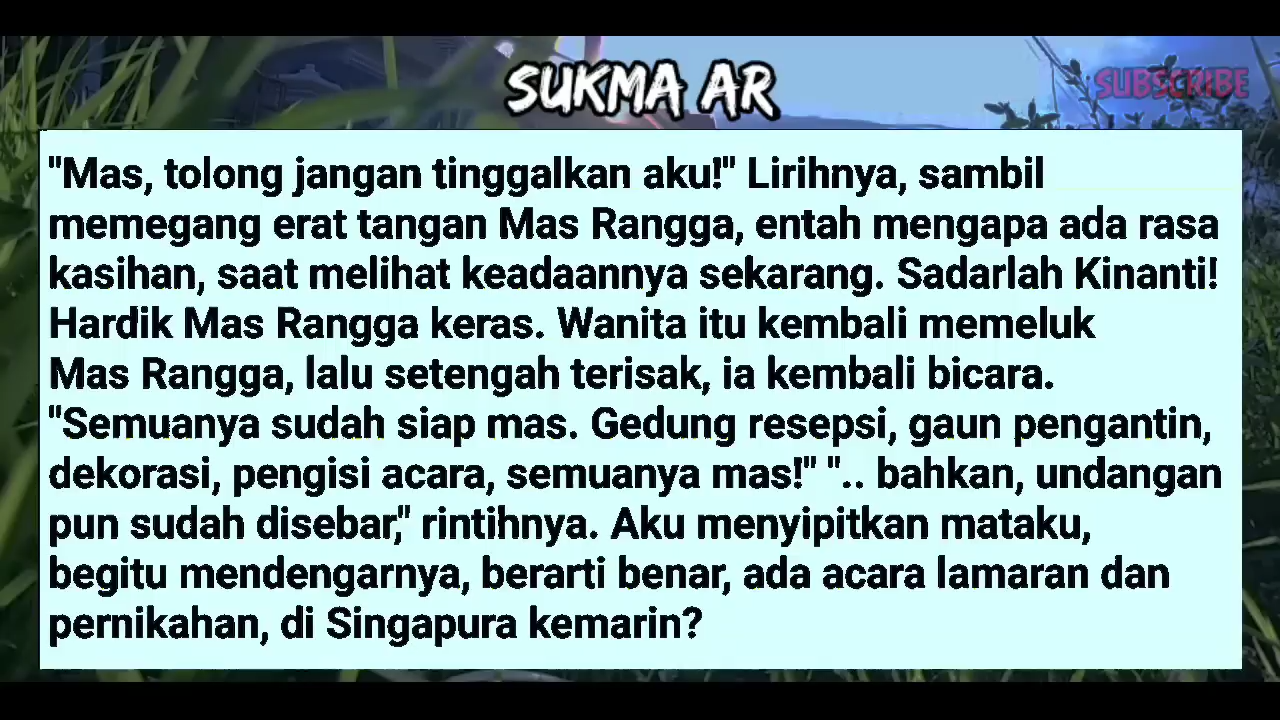 SUKMA AR
SUBSCRIBE
"Mas, tolong jangan tinggalkan aku!" Lirihnya, sambil
memegang erat tangan Mas Rangga, entah mengapa ada rasa
kasihan, saat melihat keadaannya sekarang. Sadarlah Kinanti!
Hardik Mas Rangga keras. Wanita itu kembali memeluk
Mas Rangga, lalu setengah terisak, ia kembali bicara.
"Semuanya sudah siap mas. Gedung resepsi, gaun pengantin,
dekorasi, pengisi acara, semuanya mas!" ".. bahkan, undangan
pun sudah disebar," rintihnya. Aku menyipitkan mataku,
begitu mendengarnya, berarti benar, ada acara lamaran dan
pernikahan, di Singapura kemarin?